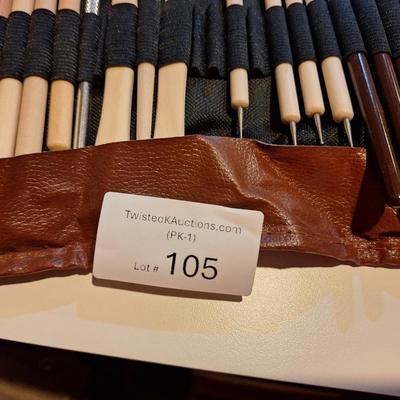 TwistedKAuctions.com
(PK-1)
Lot # 105